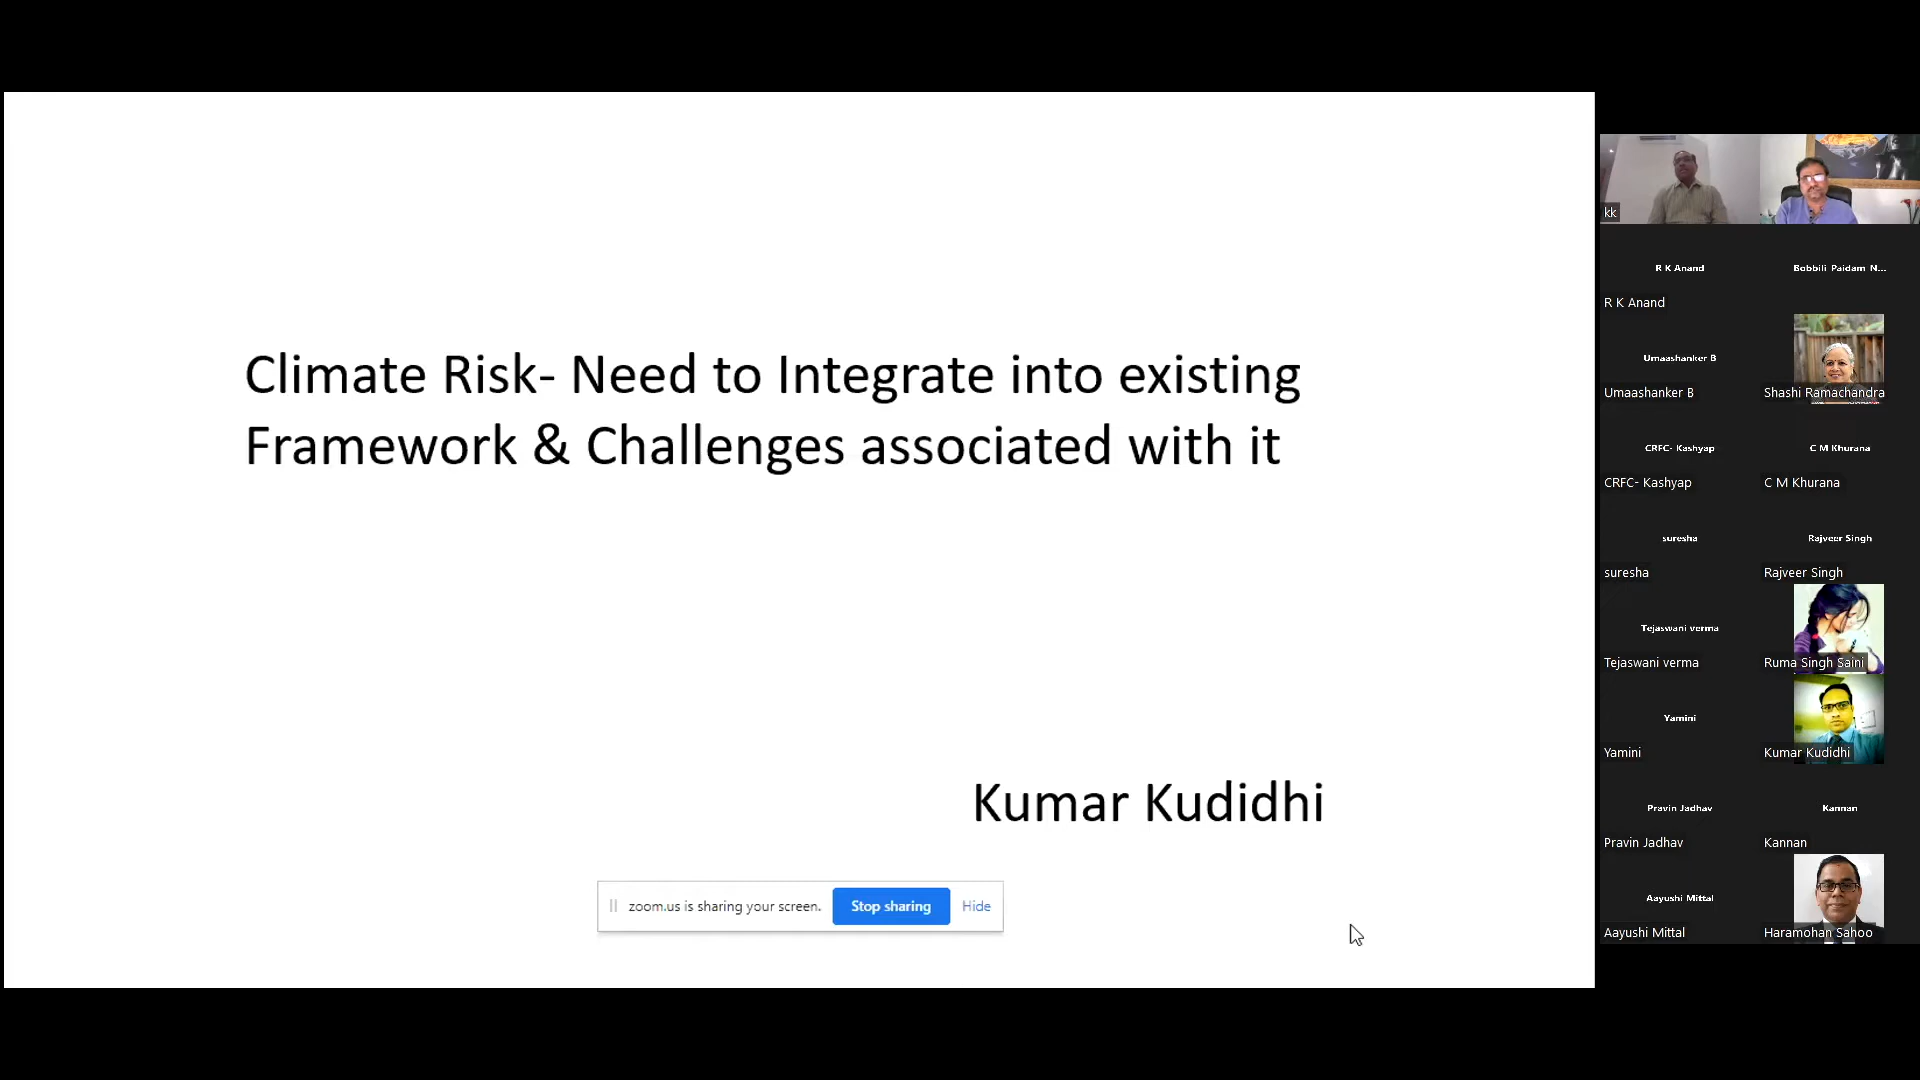 Climate Risk- Need to Integrate into existing
Framework & Challenges associated with it
Kumar Kudidhi
zoom.us is sharing your screen. Stop sharing Hide
kk
R K Anand
R K Anand
Bobbili Paidam N...
Umaashanker B
Umaashanker B
Shashi Ramachandra
CRFC- Kashyap
CRFC- Kashyap
C M Khurana
C M Khurana
suresha
suresha
Rajveer Singh
Rajveer Singh
Tejaswani verma
Tejaswani verma
Ruma Singh Saini
Yamini
Yamini
Kumar Kudidhi
Pravin Jadhav
Pravin Jadhav
Kannan
Kannan
Aayushi Mittal
Aayushi Mittal
Haramohan Sahoo